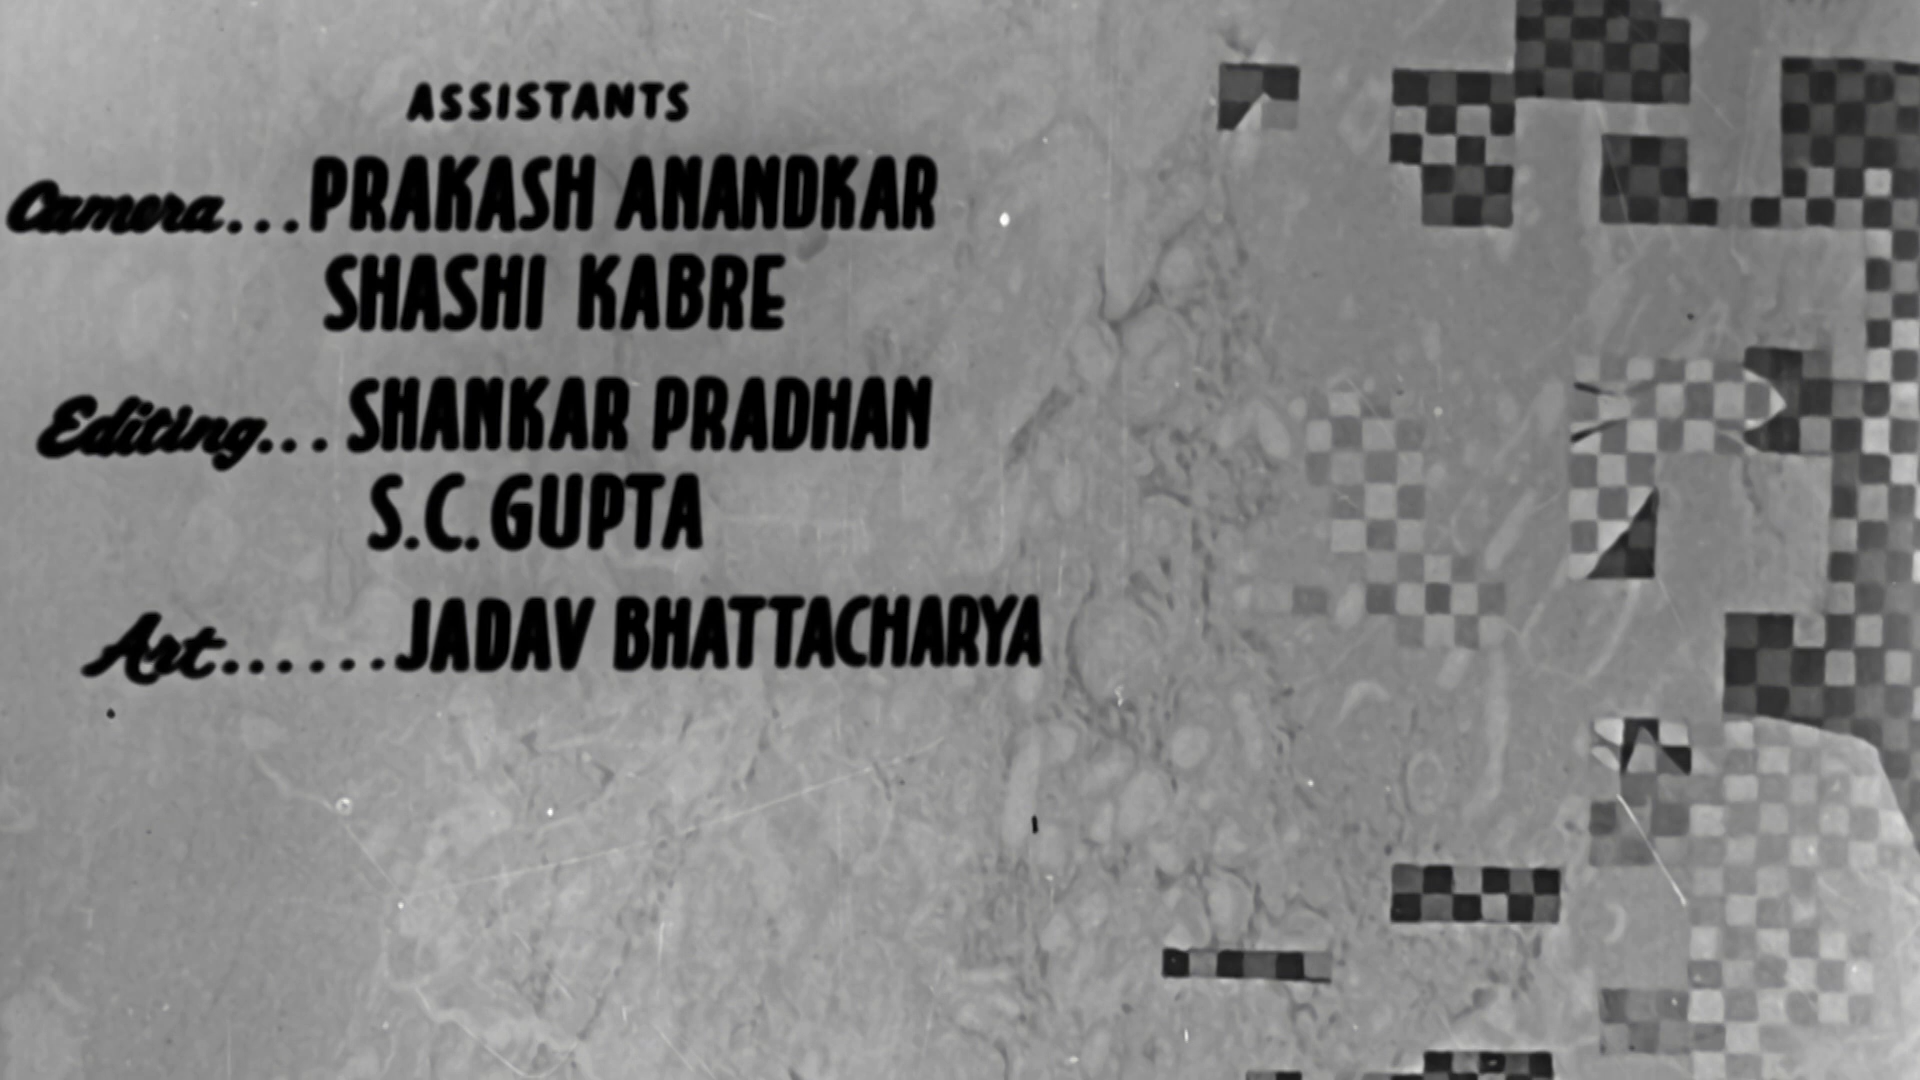 ASSISTANTS
Camera...PRAKASH ANANDKAR
SHASHI KABRE
Editing...SHANKAR PRADHAN
S.C. GUPTA
Art......JADAV BHATTACHARYA